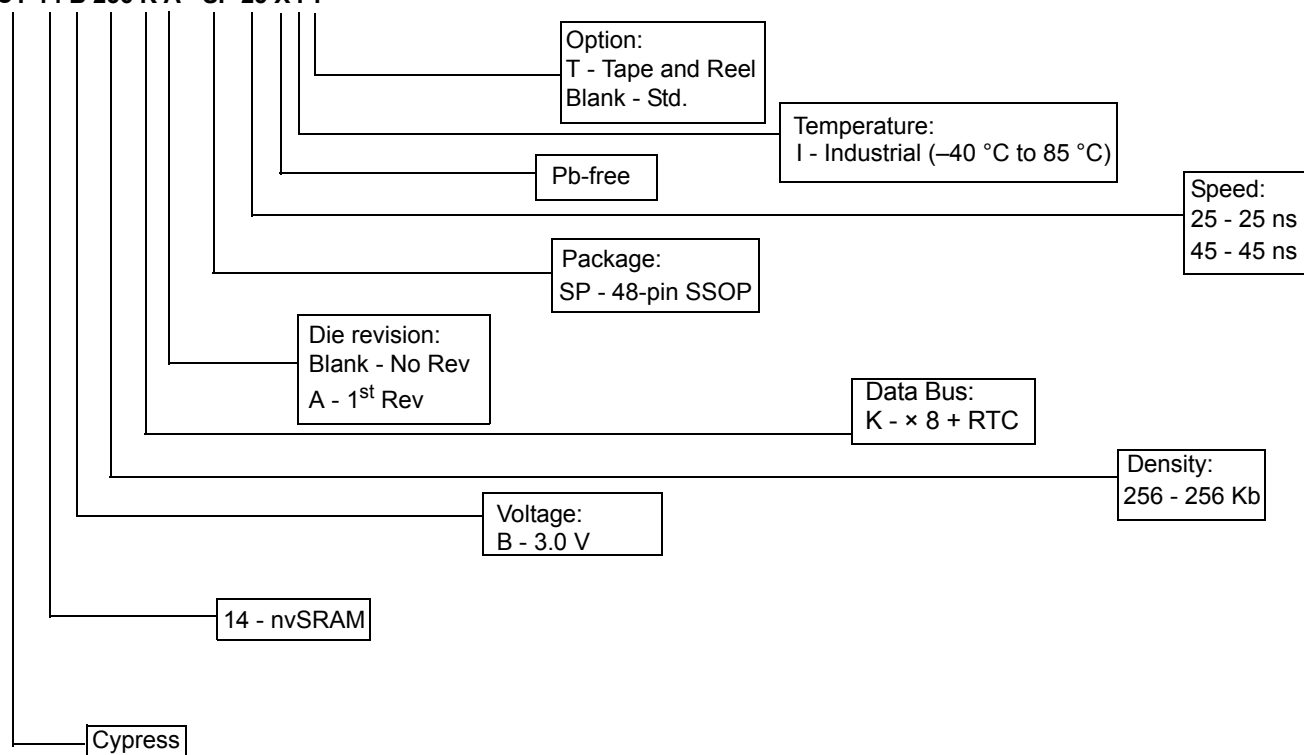 Option:
T - Tape and Reel
Blank - Std.
Temperature:
I - Industrial (–40 °C to 85 °C)
Pb-free
Speed:
25 - 25 ns
45 - 45 ns
Package:
SP - 48-pin SSOP
Die revision:
Blank - No Rev
A - 1st Rev
Data Bus:
K - × 8 + RTC
Density:
256 - 256 Kb
Voltage:
B - 3.0 V
14 - nvSRAM
Cypress